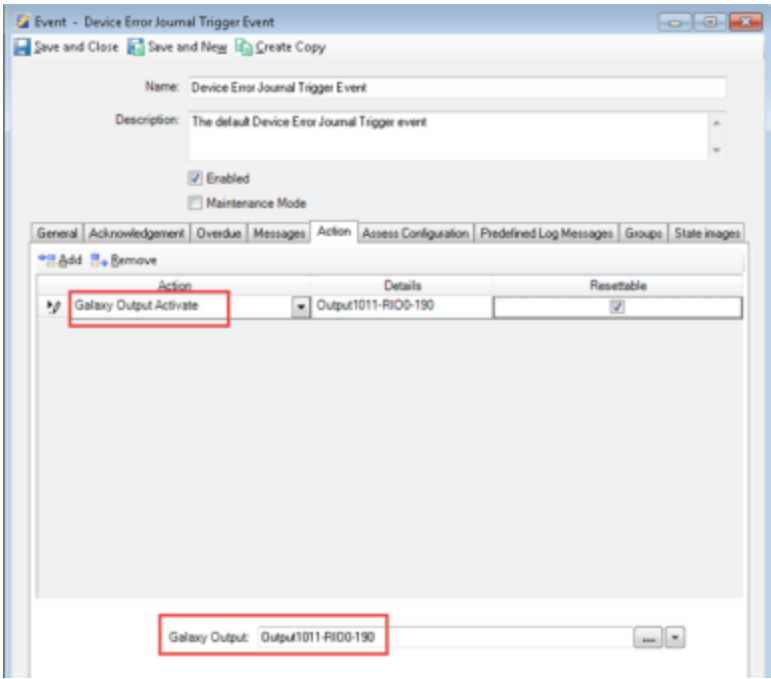 Event - Device Error Journal Trigger Event
Save and Close Save and New Create Copy
Name: Device Error Journal Trigger Event
Description: The default Device Error Journal Trigger event
Enabled
Maintenance Mode
General Acknowledgement Overdue Messages Action Assess Configuration Predefined Log Messages Groups State images
Add Remove
Action Details Resettable
Galaxy Output Activate Output1011-RIO0-190
Galaxy Output: Output1011-RIO0-190 ...